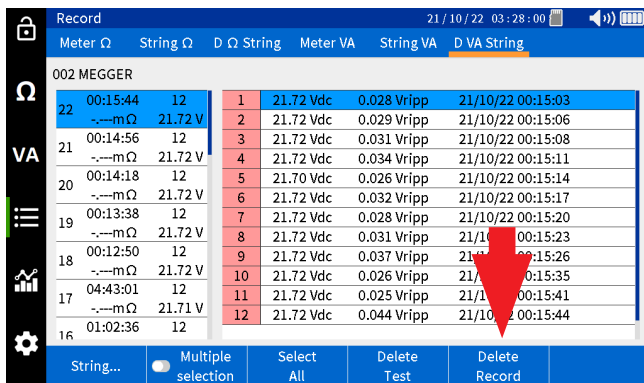 Record 21/10/22 03:28:00
Meter Ω String Ω D Ω String Meter VA String VA D VA String
002 MEGGER
Ω
VA
22 00:15:44 12
-.---mΩ 21.72 V
21 00:14:56 12
-.---mΩ 21.72 V
20 00:14:18 12
-.---mΩ 21.72 V
19 00:13:38 12
-.---mΩ 21.72 V
18 00:12:50 12
-.---mΩ 21.72 V
17 04:43:01 12
-.---mΩ 21.71 V
16 01:02:36 12
1 21.72 Vdc 0.028 Vripp 21/10/22 00:15:03
2 21.72 Vdc 0.029 Vripp 21/10/22 00:15:06
3 21.72 Vdc 0.031 Vripp 21/10/22 00:15:08
4 21.72 Vdc 0.034 Vripp 21/10/22 00:15:11
5 21.70 Vdc 0.026 Vripp 21/10/22 00:15:14
6 21.72 Vdc 0.032 Vripp 21/10/22 00:15:17
7 21.72 Vdc 0.028 Vripp 21/10/22 00:15:20
8 21.72 Vdc 0.031 Vripp 00:15:23
9 21.72 Vdc 0.037 Vripp :15:26
10 21.72 Vdc 0.026 Vripp 0:15:35
11 21.72 Vdc 0.025 Vripp 00:15:41
12 21.72 Vdc 0.044 Vripp 00:15:44
String... Multiple selection Select All Delete Test Delete Record